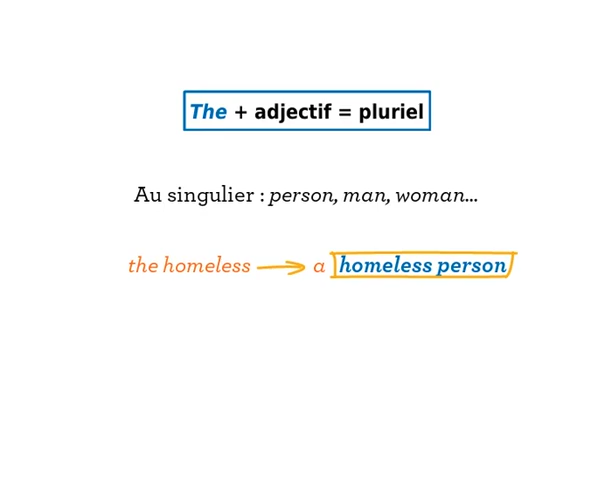 The + adjectif = pluriel
Au singulier : person, man, woman...
the homeless → a homeless person